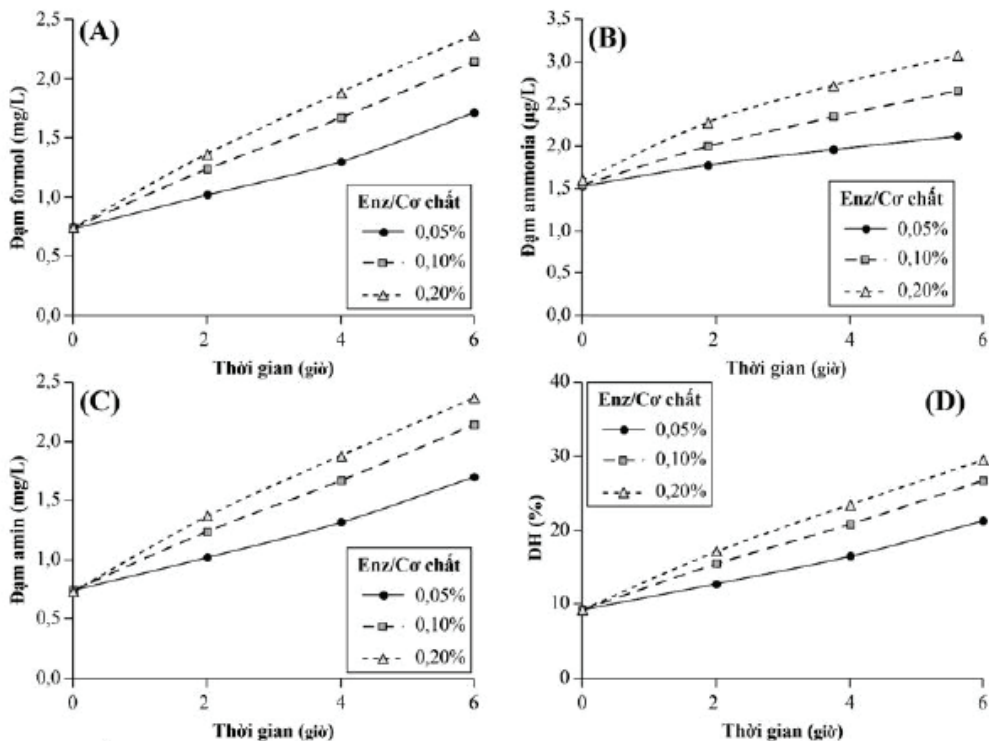 (A)
2,5
2,0
1,5
1,0
0,5
0,0
Đạm formol (mg/L)
Enz/Cơ chất
0,05%
0,10%
0,20%
0 2 4 6
Thời gian (giờ)
(B)
3,5
3,0
2,5
2,0
1,5
1,0
0,5
0,0
Đạm ammonia (µg/L)
Enz/Cơ chất
0,05%
0,10%
0,20%
0 2 4 6
Thời gian (giờ)
(C)
2,5
2,0
1,5
1,0
0,5
0,0
Đạm amin (mg/L)
Enz/Cơ chất
0,05%
0,10%
0,20%
0 2 4 6
Thời gian (giờ)
(D)
40
30
20
10
0
DH (%)
Enz/Cơ chất
0,05%
0,10%
0,20%
0 2 4 6
Thời gian (giờ)